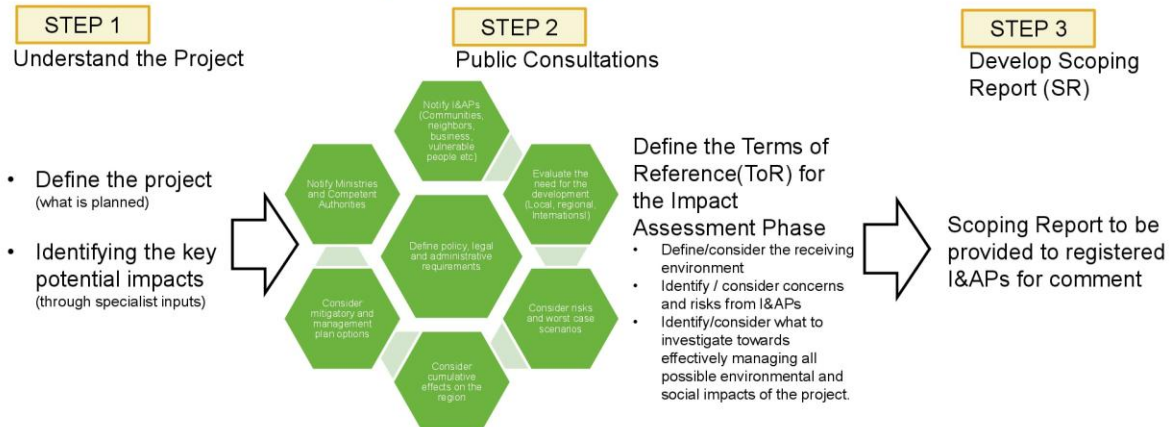 STEP 1
Understand the Project
• Define the project
(what is planned)
• Identifying the key
potential impacts
(through specialist inputs)
STEP 2
Public Consultations
Notify I&APs
(Communities,
neighbors,
business,
vulnerable
people etc)
Notify Ministries
and Competent
Authorities
Evaluate the
need for the
development
(Local, regional,
International)
Define policy, legal
and administrative
requirements
Consider
mitigatory and
management
plan options
Consider risks
and worst case
scenarios
Consider
cumulative
effects on the
region
Define the Terms of
Reference(ToR) for
the Impact
Assessment Phase
• Define/consider the receiving
environment
• Identify / consider concerns
and risks from I&APs
• Identify/consider what to
investigate towards
effectively managing all
possible environmental and
social impacts of the project.
STEP 3
Develop Scoping
Report (SR)
Scoping Report to be
provided to registered
I&APs for comment